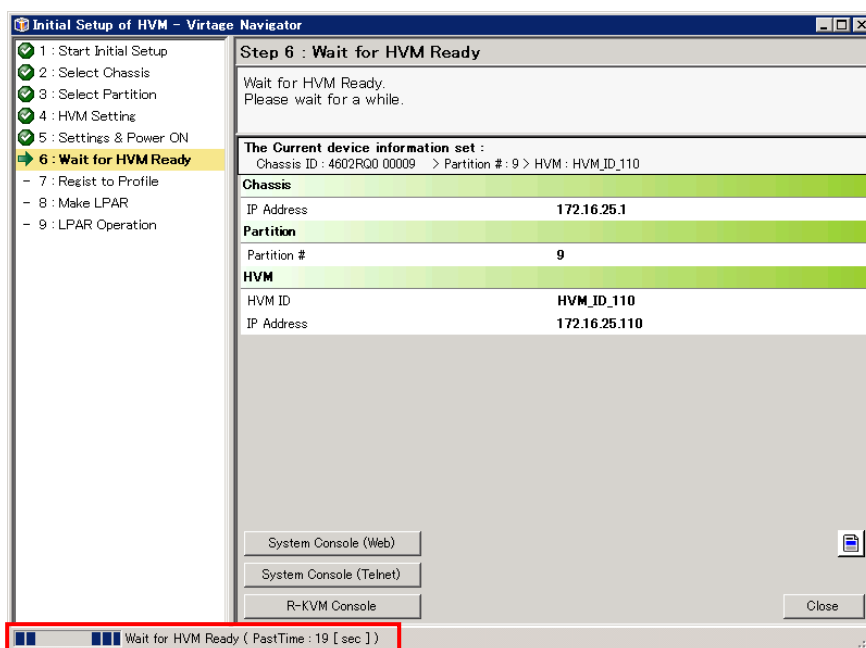 Initial Setup of HVM - Virtage Navigator
1 : Start Initial Setup
2 : Select Chassis
3 : Select Partition
4 : HVM Setting
5 : Settings & Power ON
6 : Wait for HVM Ready
- 7 : Regist to Profile
- 8 : Make LPAR
- 9 : LPAR Operation
Step 6 : Wait for HVM Ready
Wait for HVM Ready.
Please wait for a while.
The Current device information set :
Chassis ID : 4602RQ0 00009 > Partition # : 9 > HVM : HVM_ID_110
Chassis
IP Address 172.16.25.1
Partition
Partition # 9
HVM
HVM ID HVM_ID_110
IP Address 172.16.25.110
System Console (Web)
System Console (Telnet)
R-KVM Console
Close
Wait for HVM Ready ( PastTime : 19 [ sec ] )